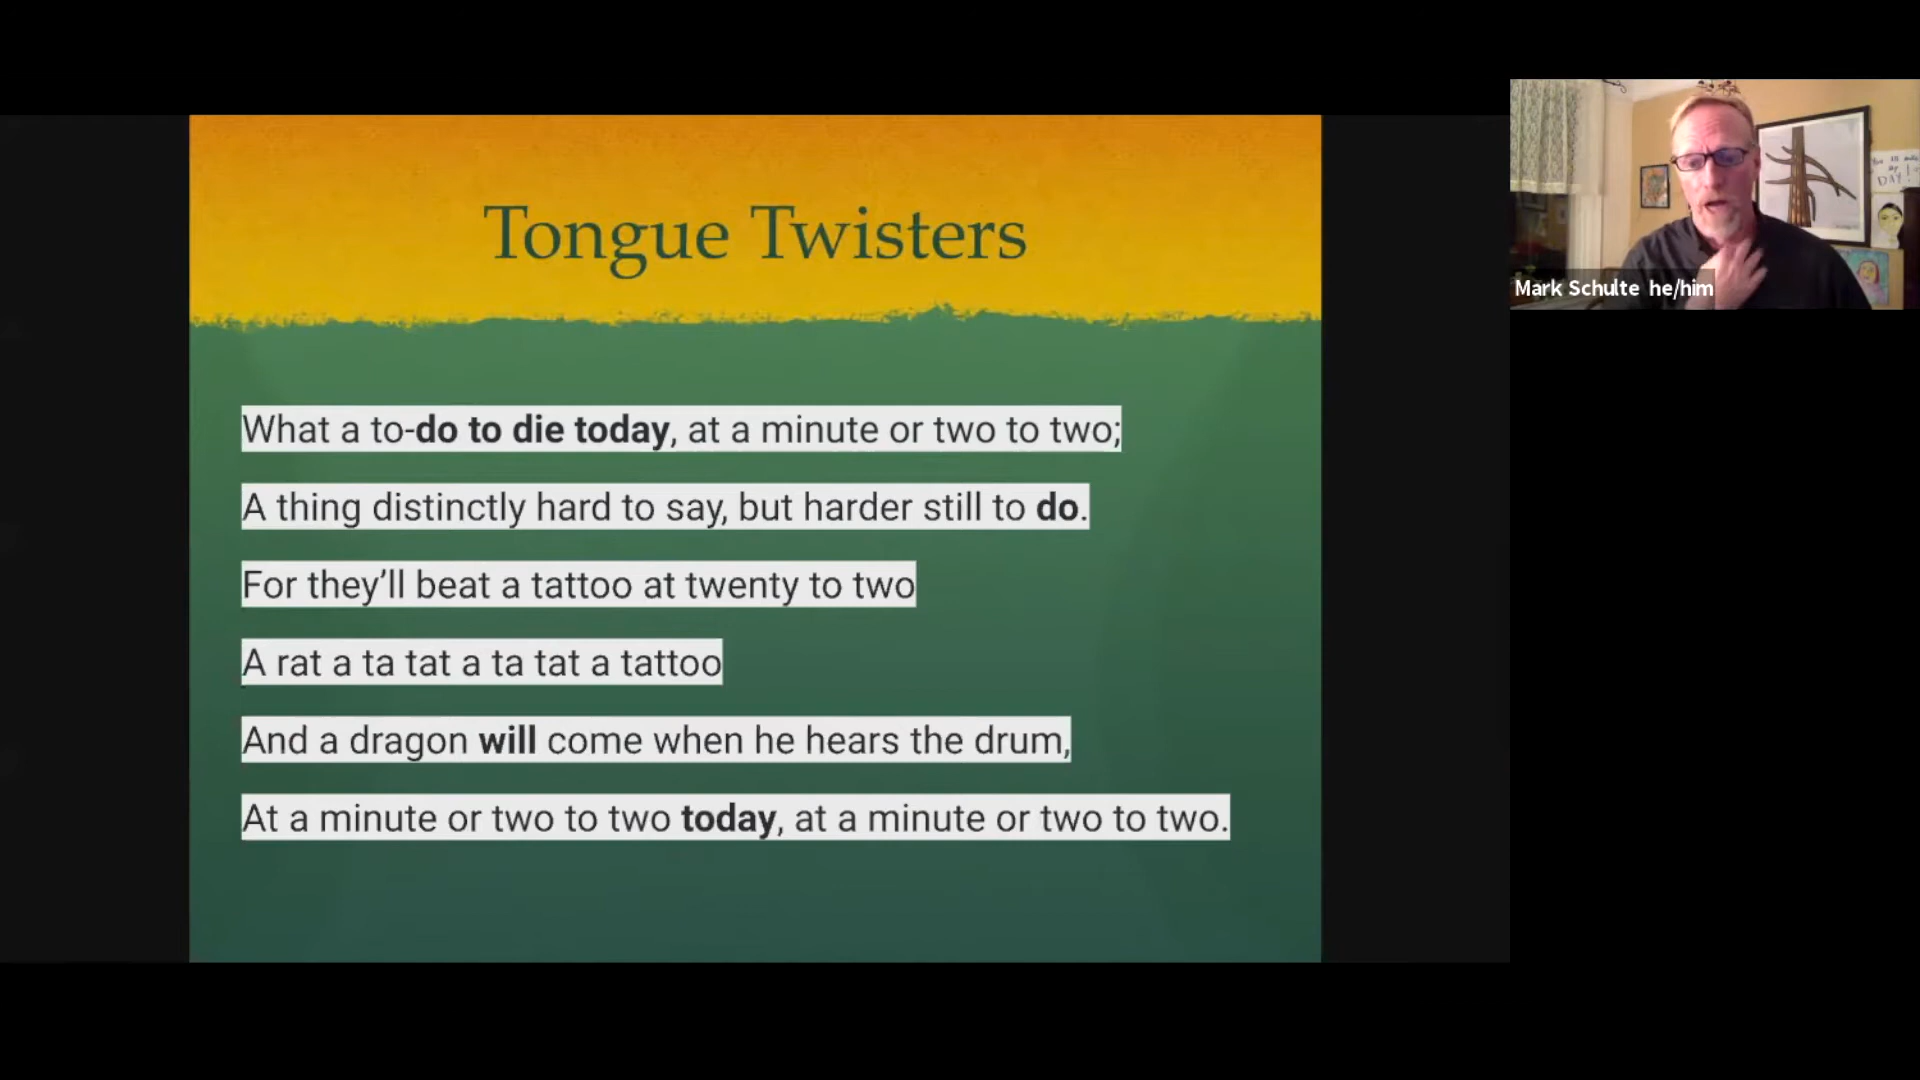 Tongue Twisters
What a to-do to die today, at a minute or two to two;
A thing distinctly hard to say, but harder still to do.
For they’ll beat a tattoo at twenty to two
A rat a ta tat a ta tat a tattoo
And a dragon will come when he hears the drum,
At a minute or two to two today, at a minute or two to two.
DAY!
Mark Schulte he/him